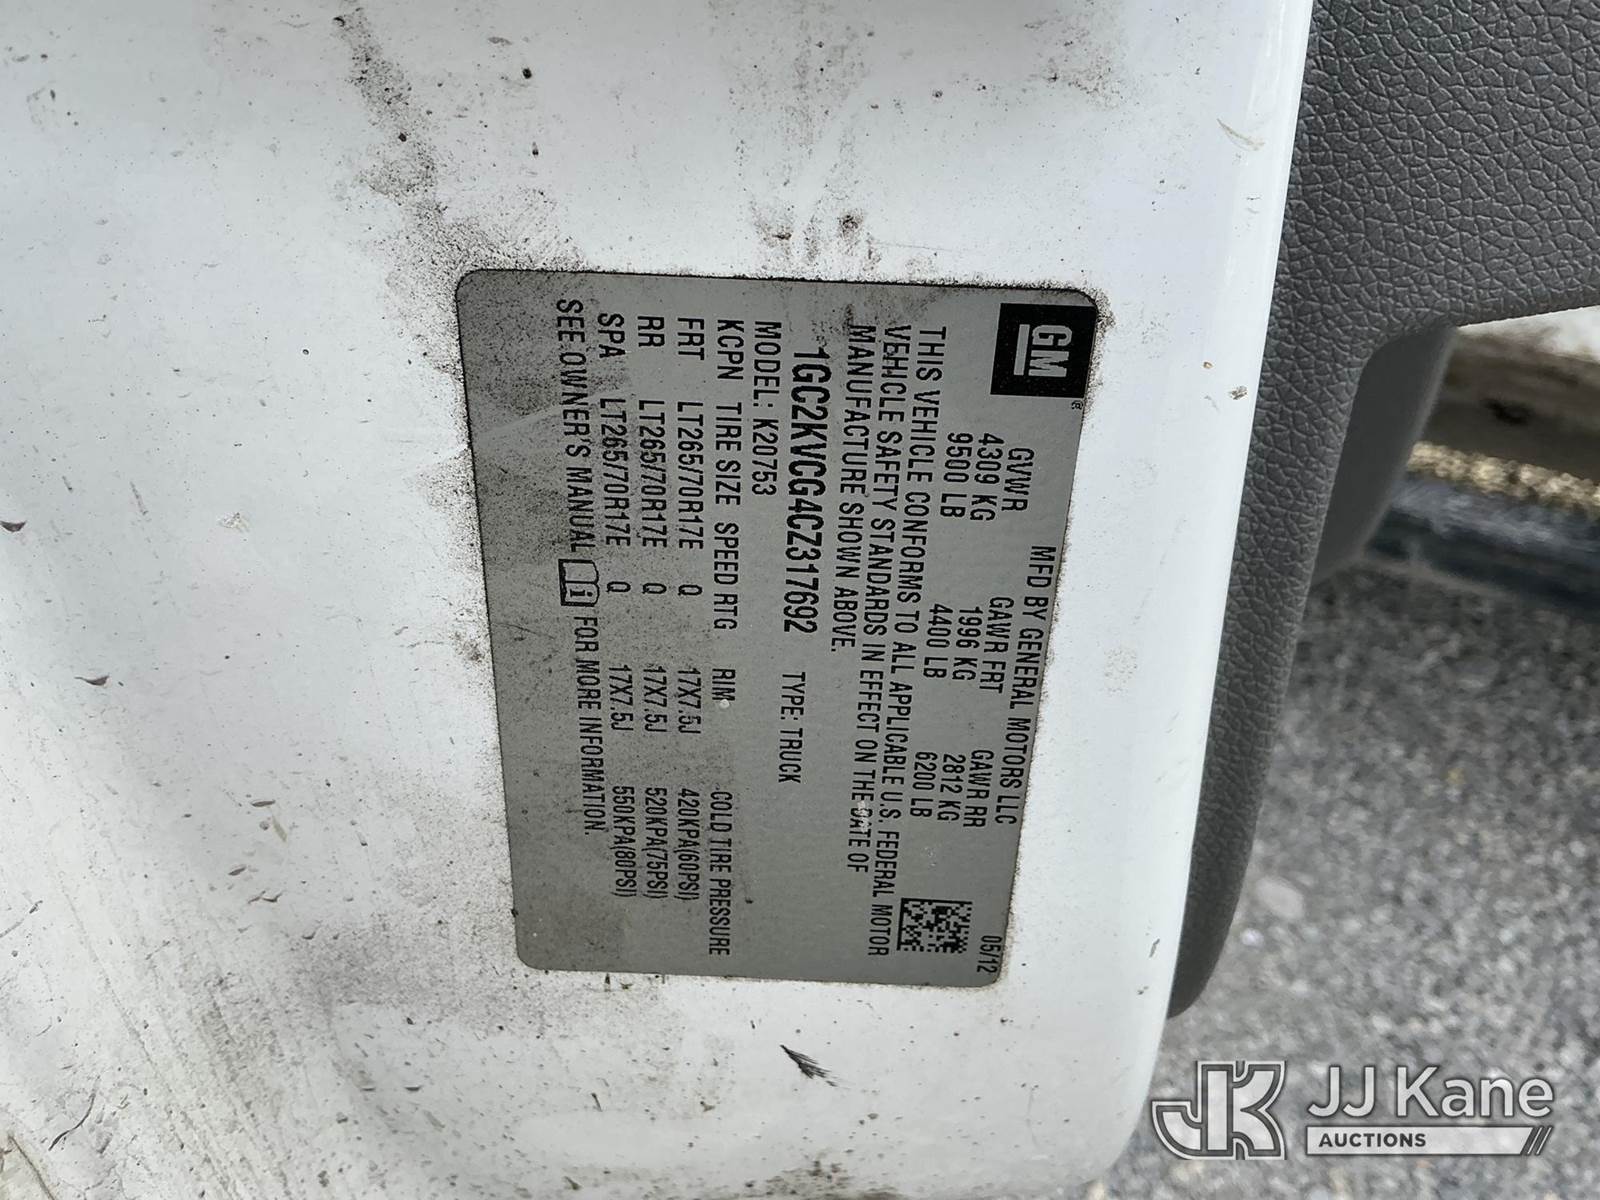 GM®
MFD BY GENERAL MOTORS LLC 05/12
GVWR GAWR FRT GAWR RR
4309 KG 1996 KG 2812 KG
9500 LB 4400 LB 6200 LB
THIS VEHICLE CONFORMS TO ALL APPLICABLE U.S. FEDERAL MOTOR
VEHICLE SAFETY STANDARDS IN EFFECT ON THE DATE OF
MANUFACTURE SHOWN ABOVE.
1GC2KVCG4CZ317692 TYPE: TRUCK
MODEL: K20753
KCPN TIRE SIZE SPEED RTG RIM COLD TIRE PRESSURE
FRT LT265/70R17E Q 17X7.5J 420KPA(60PSI)
RR LT265/70R17E Q 17X7.5J 520KPA(75PSI)
SPA LT265/70R17E Q 17X7.5J 550KPA(80PSI)
SEE OWNER'S MANUAL i FOR MORE INFORMATION.
JK JJ Kane
AUCTIONS